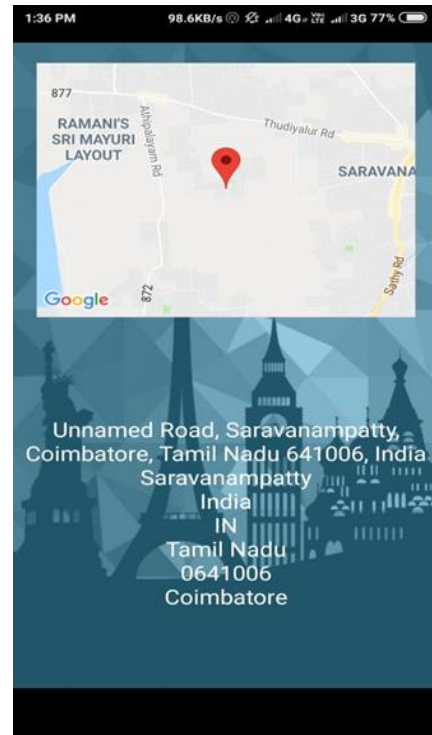 1:36 PM 98.6KB/s 4G+ VoLTE 3G 77%
877
RAMANI'S
SRI MAYURI
LAYOUT
Athipalayam Rd
Thudiyalur Rd
SARAVANA
Sathy Rd
Google
872
Unnamed Road, Saravanampatty,
Coimbatore, Tamil Nadu 641006, India
Saravanampatty
India
IN
Tamil Nadu
0641006
Coimbatore